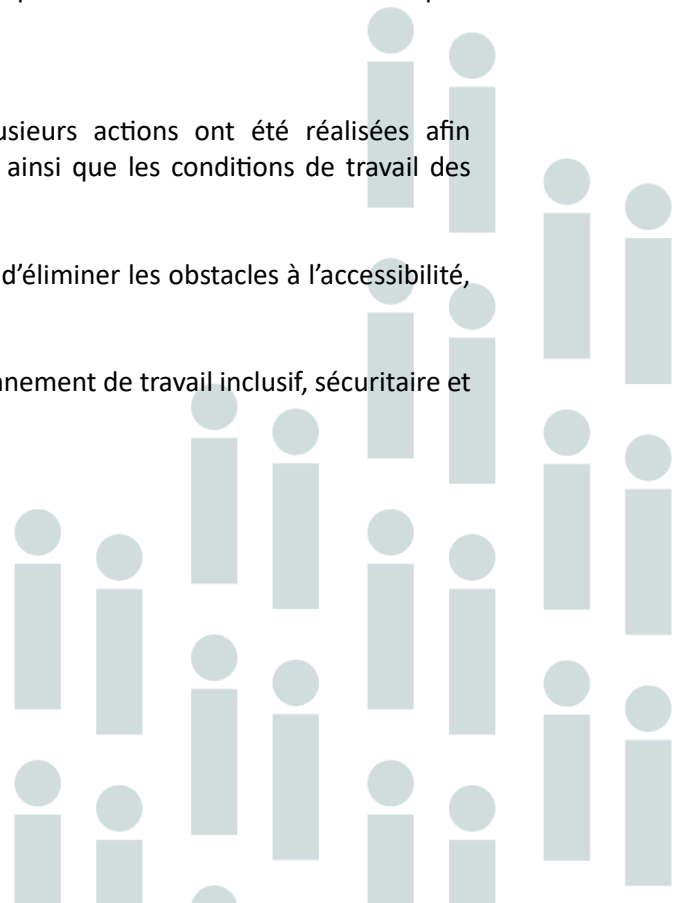 usieurs actions ont été réalisées afin
ainsi que les conditions de travail des
d’éliminer les obstacles à l’accessibilité,
nnement de travail inclusif, sécuritaire et